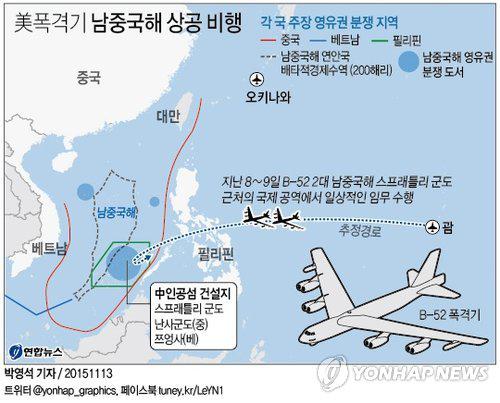 美폭격기 남중국해 상공 비행
각 국 주장 영유권 분쟁 지역
중국
베트남
필리핀
남중국해 연안국
배타적경제수역 (200해리)
남중국해 영유권
분쟁 도서
중국
오키나와
대만
지난 8~9일 B-52 2대 남중국해 스프래틀리 군도
근처의 국제 공역에서 일상적인 임무 수행
남중국해
괌
추정경로
베트남
필리핀
中인공섬 건설지
스프래틀리 군도
난사군도(중)
쯔엉사(베)
B-52 폭격기
연합뉴스
YONHAPNEWS
박영석 기자 / 20151113
트위터 @yonhap_graphics, 페이스북 tuney.kr/LeYN1